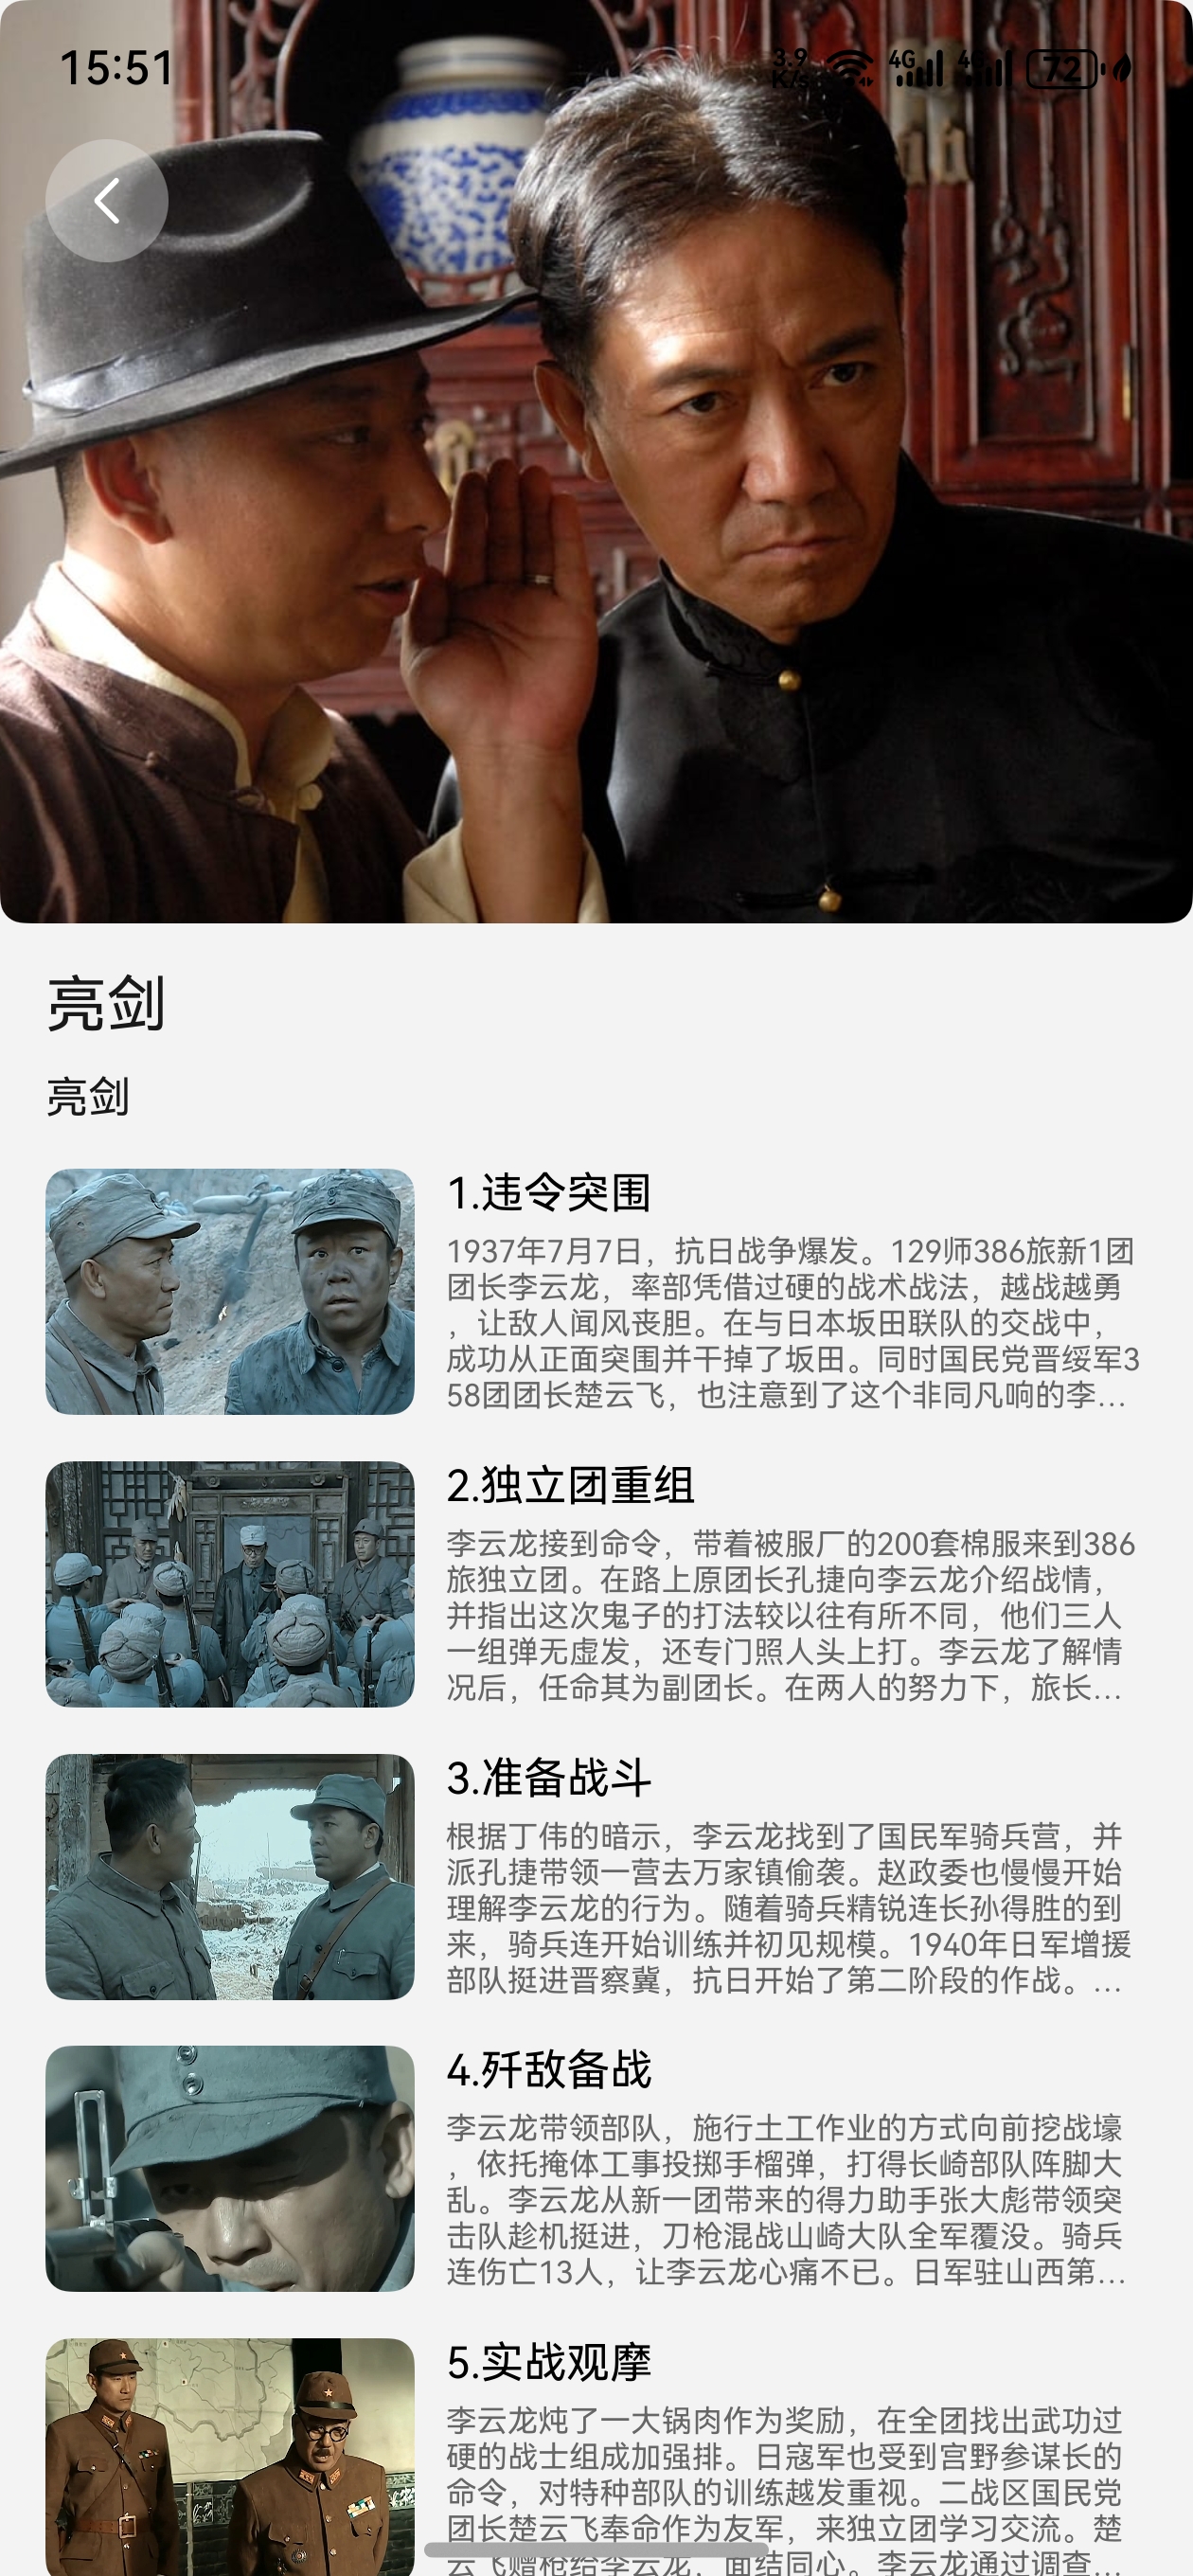 15:51
3.9
K/s
4G
4G
72
亮剑
亮剑
1.违令突围
1937年7月7日，抗日战争爆发。129师386旅新1团
团长李云龙，率部凭借过硬的战术战法，越战越勇
，让敌人闻风丧胆。在与日本坂田联队的交战中，
成功从正面突围并干掉了坂田。同时国民党晋绥军3
58团团长楚云飞，也注意到了这个非同凡响的李...
2.独立团重组
李云龙接到命令，带着被服厂的200套棉服来到386
旅独立团。在路上原团长孔捷向李云龙介绍战情，
并指出这次鬼子的打法较以往有所不同，他们三人
一组弹无虚发，还专门照人头上打。李云龙了解情
况后，任命其为副团长。在两人的努力下，旅长...
3.准备战斗
根据丁伟的暗示，李云龙找到了国民军骑兵营，并
派孔捷带领一营去万家镇偷袭。赵政委也慢慢开始
理解李云龙的行为。随着骑兵精锐连长孙得胜的到
来，骑兵连开始训练并初见规模。1940年日军增援
部队挺进晋察冀，抗日开始了第二阶段的作战。...
4.歼敌备战
李云龙带领部队，施行土工作业的方式向前挖战壕
，依托掩体工事投掷手榴弹，打得长崎部队阵脚大
乱。李云龙从新一团带来的得力助手张大彪带领突
击队趁机挺进，刀枪混战山崎大队全军覆没。骑兵
连伤亡13人，让李云龙心痛不已。日军驻山西第...
5.实战观摩
李云龙炖了一大锅肉作为奖励，在全团找出武功过
硬的战士组成加强排。日寇军也受到宫野参谋长的
命令，对特种部队的训练越发重视。二战区国民党
团长楚云飞奉命作为友军，来独立团学习交流。楚
云飞赠枪给李云龙，面结同心。李云龙通过调查...